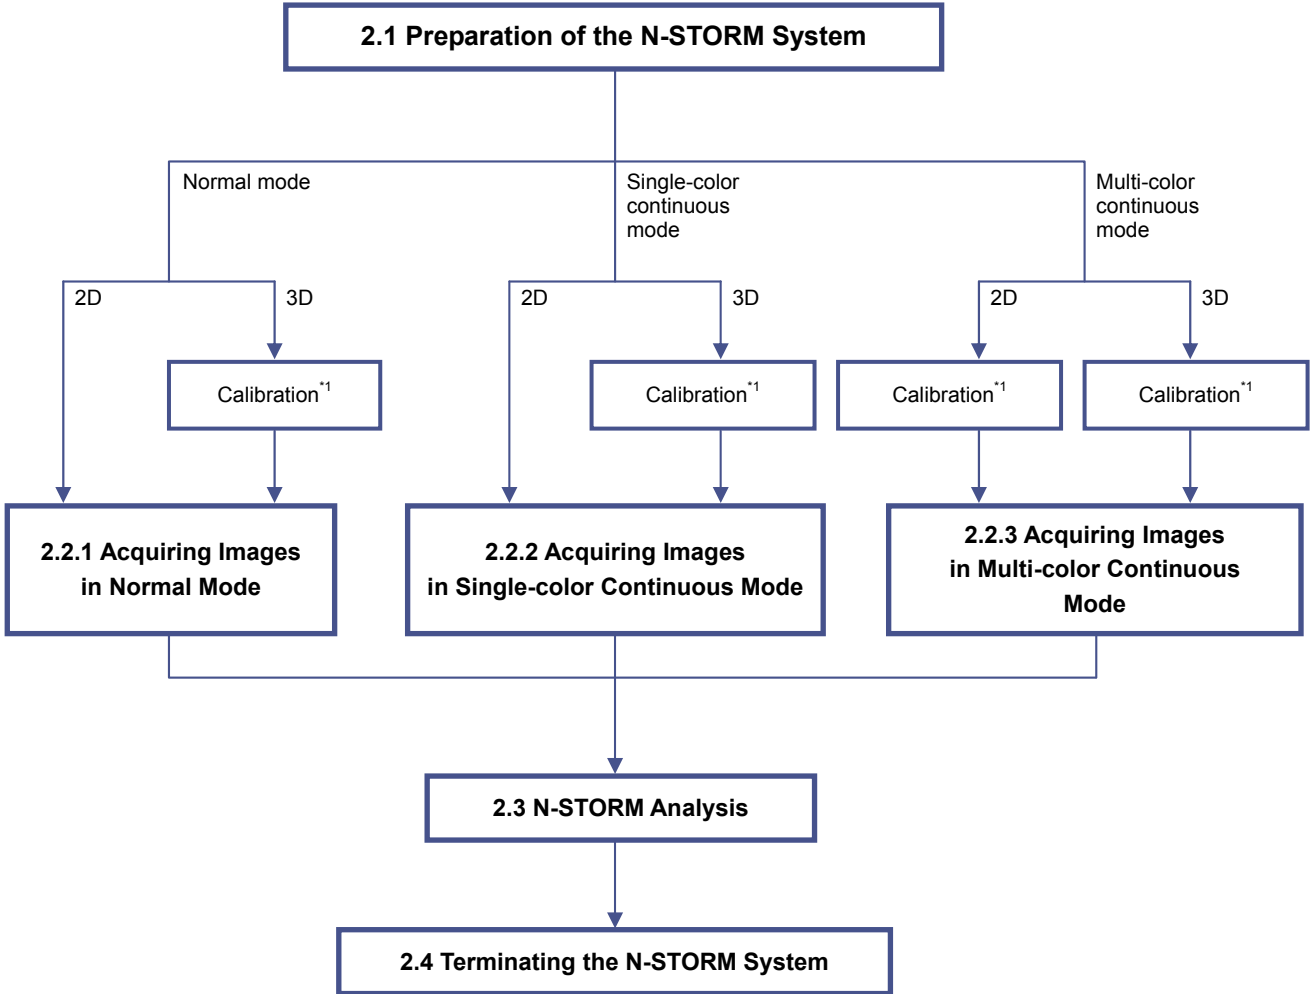 2.1 Preparation of the N-STORM System
Normal mode
Single-color
continuous
mode
Multi-color
continuous
mode
2D
3D
2D
3D
2D
3D
Calibration*1
Calibration*1
Calibration*1
Calibration*1
2.2.1 Acquiring Images
in Normal Mode
2.2.2 Acquiring Images
in Single-color Continuous Mode
2.2.3 Acquiring Images
in Multi-color Continuous
Mode
2.3 N-STORM Analysis
2.4 Terminating the N-STORM System